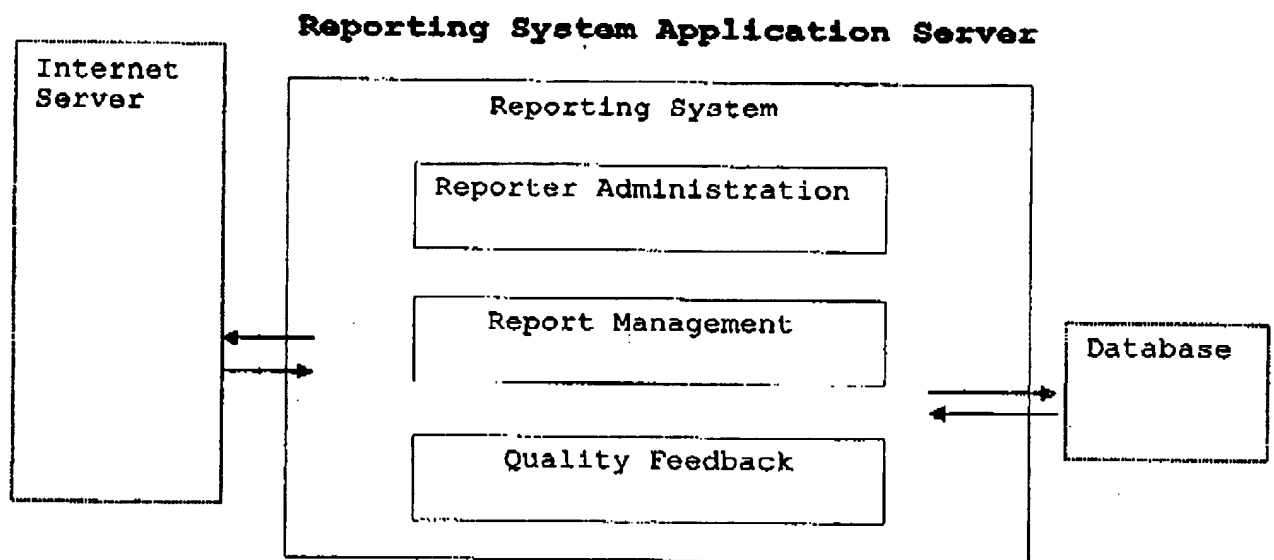 Reporting System Application Server
Internet
Server
Reporting System
Reporter Administration
Report Management
Database
Quality Feedback